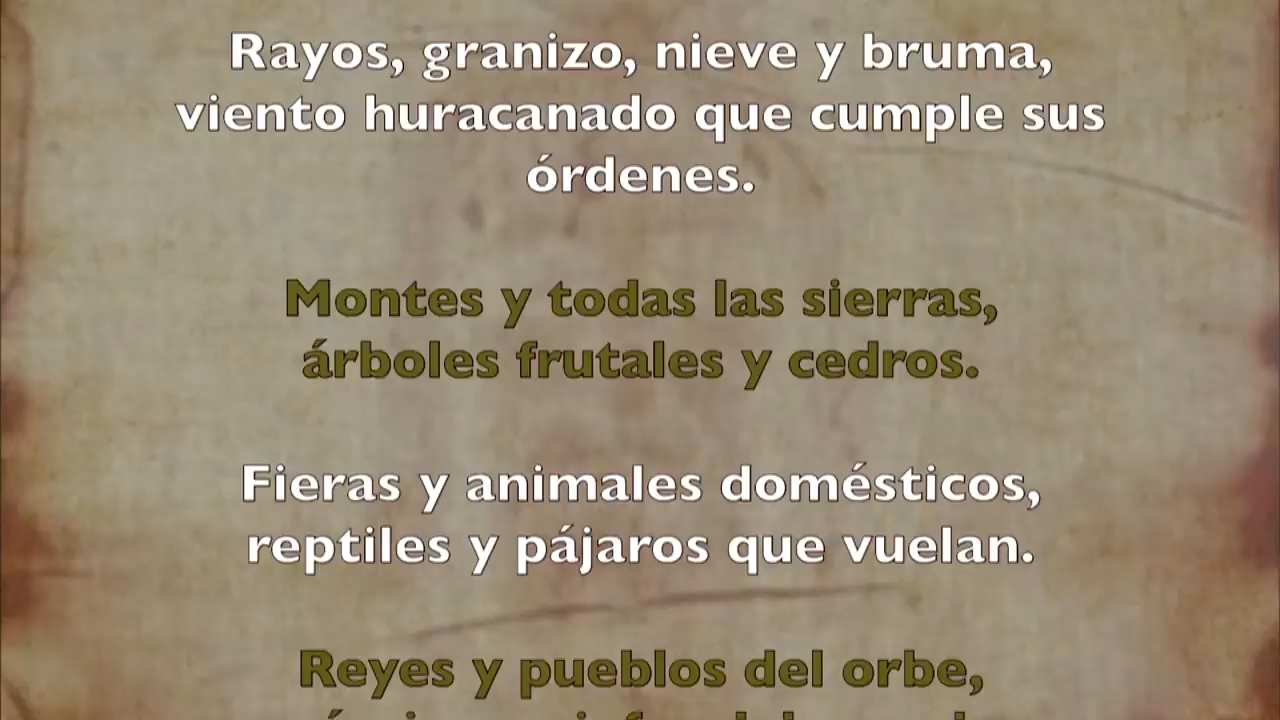 Rayos, granizo, nieve y bruma,
viento huracanado que cumple sus
órdenes.
Montes y todas las sierras,
árboles frutales y cedros.
Fieras y animales domésticos,
reptiles y pájaros que vuelan.
Reyes y pueblos del orbe,